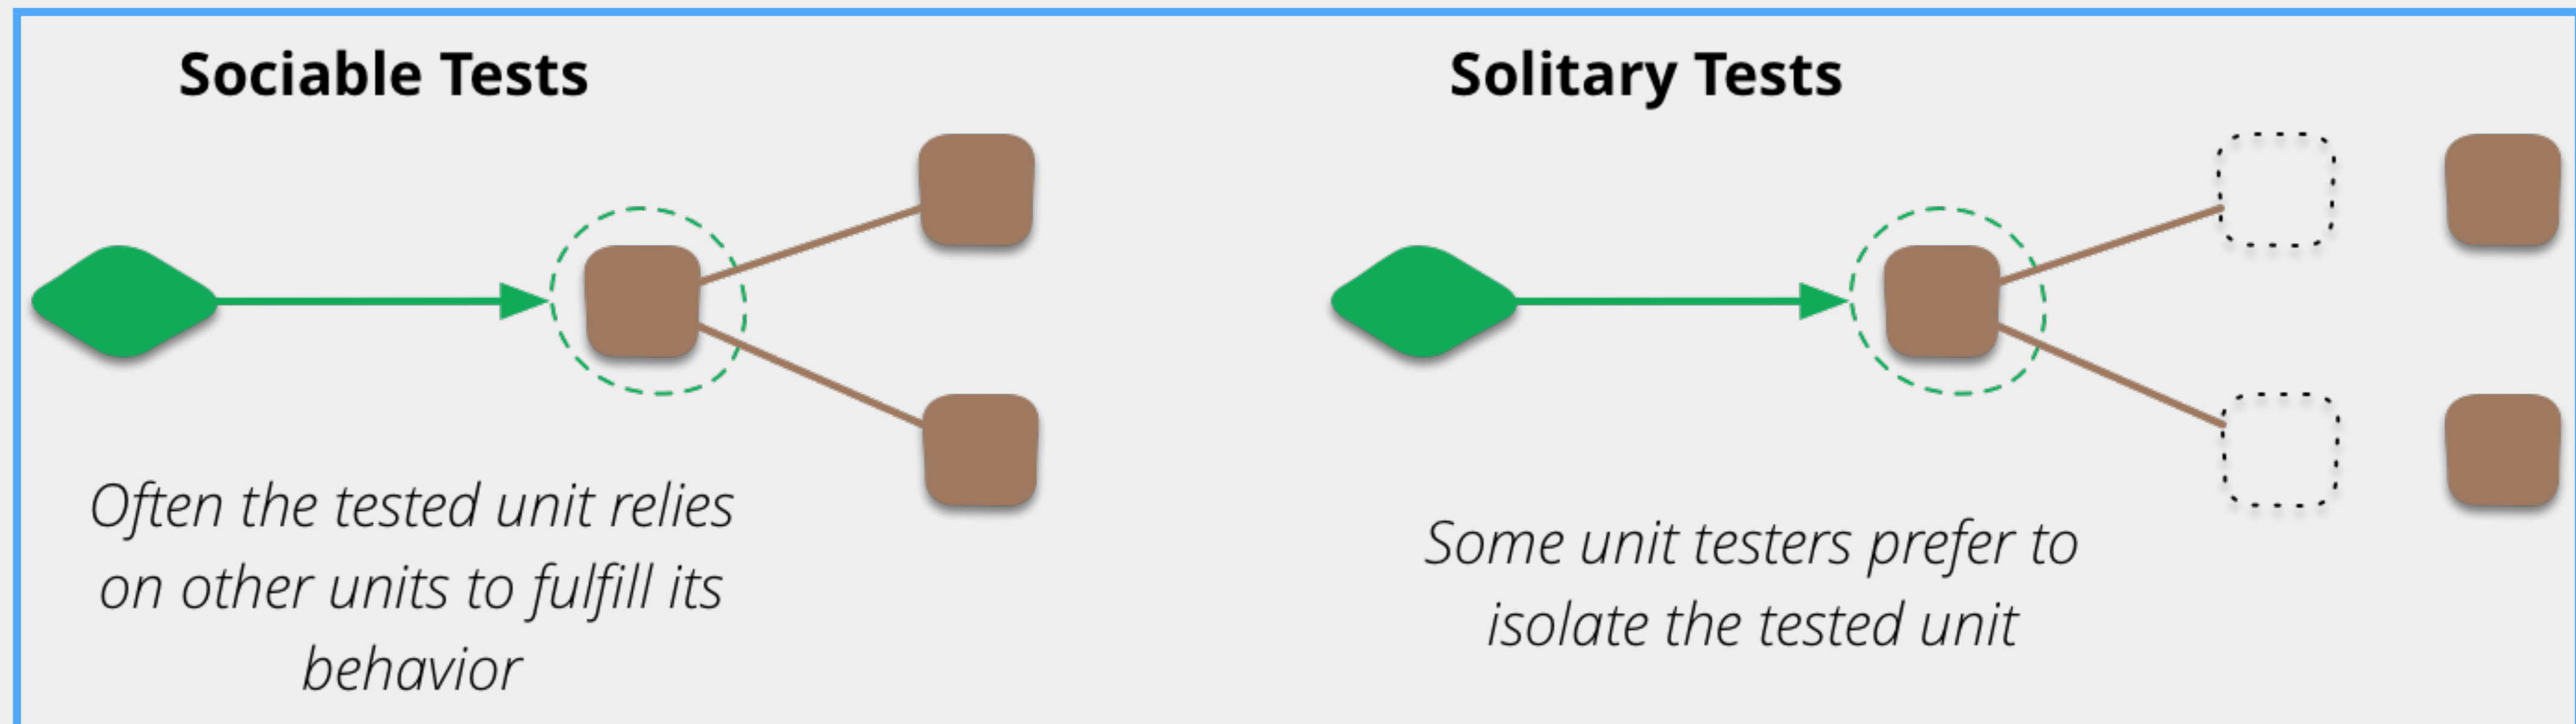 Sociable Tests
Often the tested unit relies
on other units to fulfill its
behavior
Solitary Tests
Some unit testers prefer to
isolate the tested unit